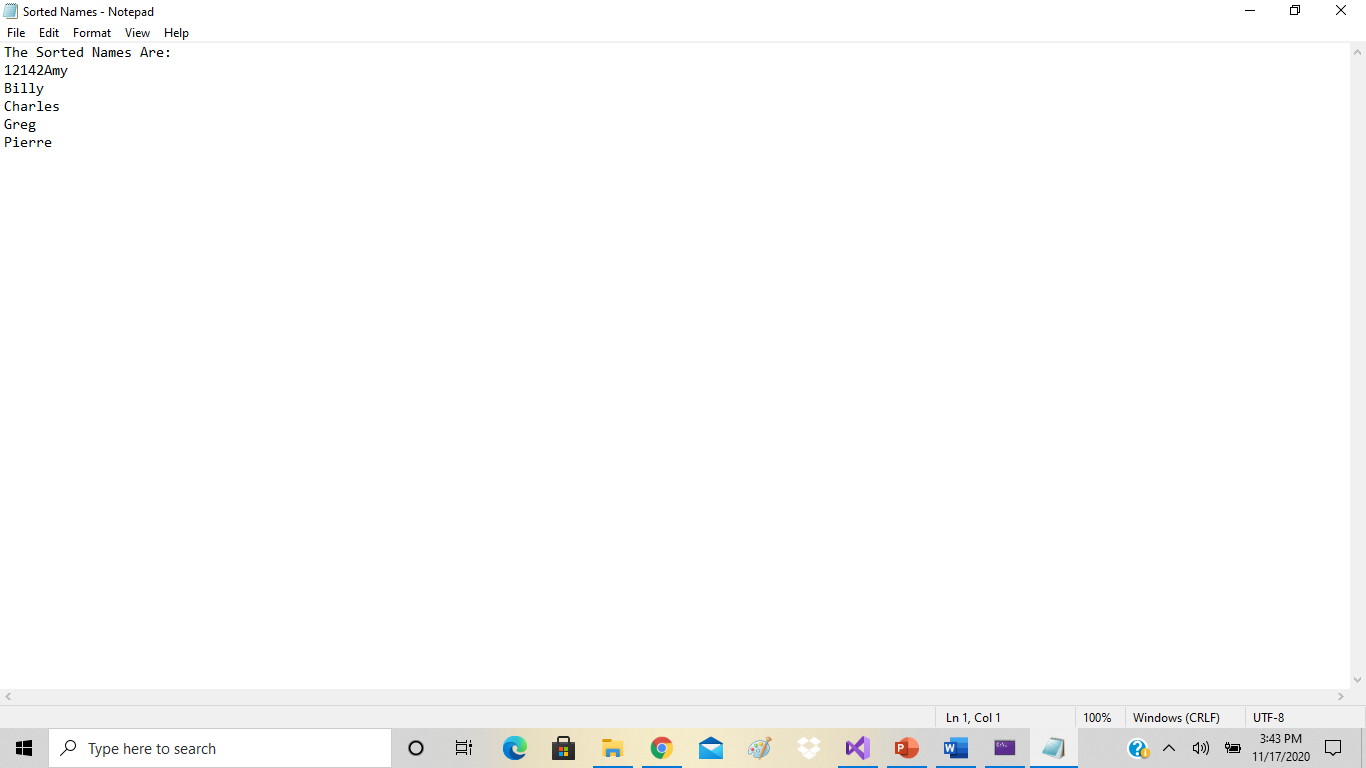 Sorted Names - Notepad
File Edit Format View Help
The Sorted Names Are:
12142Amy
Billy
Charles
Greg
Pierre
Ln 1, Col 1 100% Windows (CRLF) UTF-8
Type here to search
3:43 PM
11/17/2020